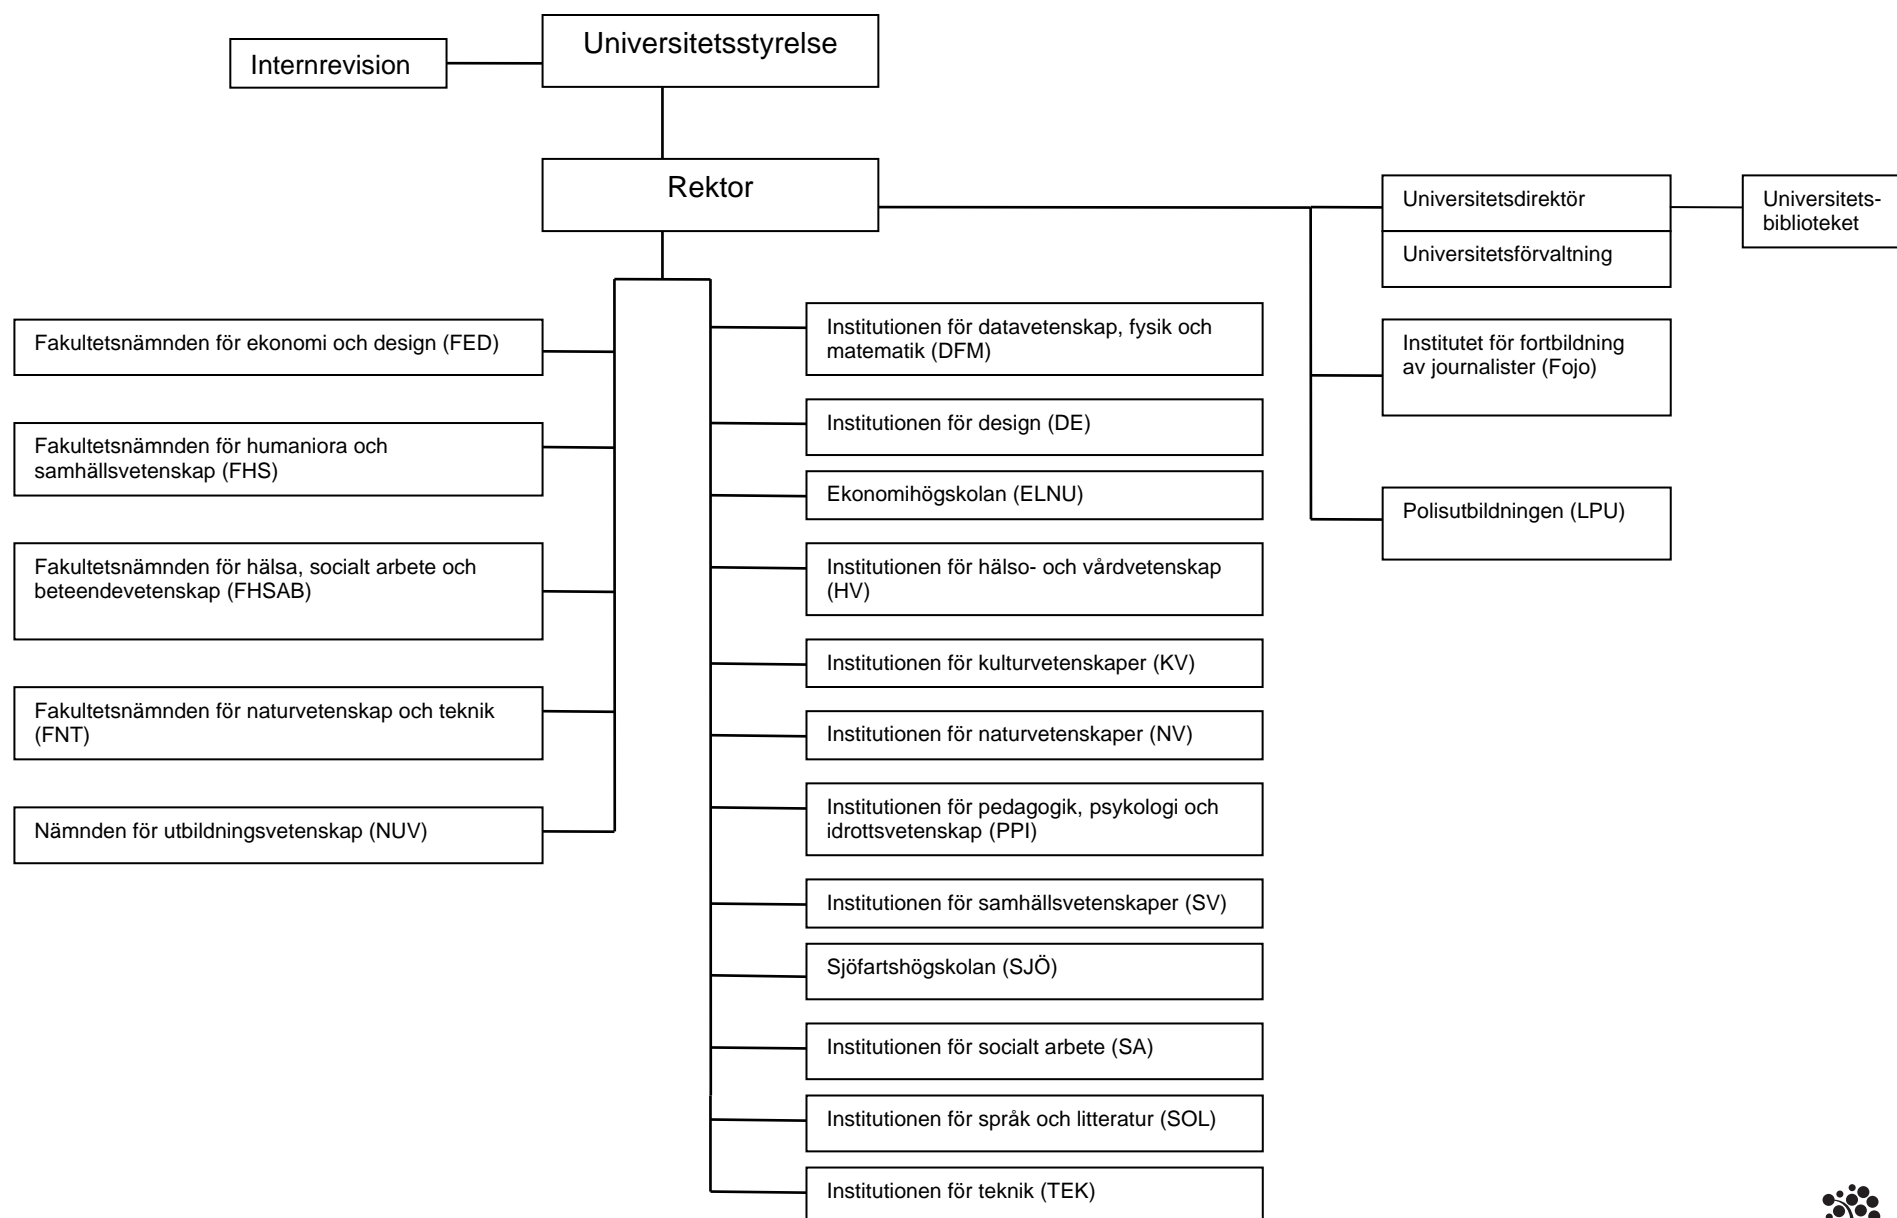 Universitetsstyrelse
Internrevision
Rektor
Universitetsdirektör
Universitetsförvaltning
Universitets-
biblioteket
Fakultetsnämnden för ekonomi och design (FED)
Fakultetsnämnden för humaniora och
samhällsvetenskap (FHS)
Fakultetsnämnden för hälsa, socialt arbete och
beteendevetenskap (FHSAB)
Fakultetsnämnden för naturvetenskap och teknik
(FNT)
Nämnden för utbildningsvetenskap (NUV)
Institutionen för datavetenskap, fysik och
matematik (DFM)
Institutionen för design (DE)
Ekonomihögskolan (ELNU)
Institutionen för hälso- och vårdvetenskap
(HV)
Institutionen för kulturvetenskaper (KV)
Institutionen för naturvetenskaper (NV)
Institutionen för pedagogik, psykologi och
idrottsvetenskap (PPI)
Institutionen för samhällsvetenskaper (SV)
Sjöfartshögskolan (SJÖ)
Institutionen för socialt arbete (SA)
Institutionen för språk och litteratur (SOL)
Institutionen för teknik (TEK)
Institutet för fortbildning
av journalister (Fojo)
Polisutbildningen (LPU)